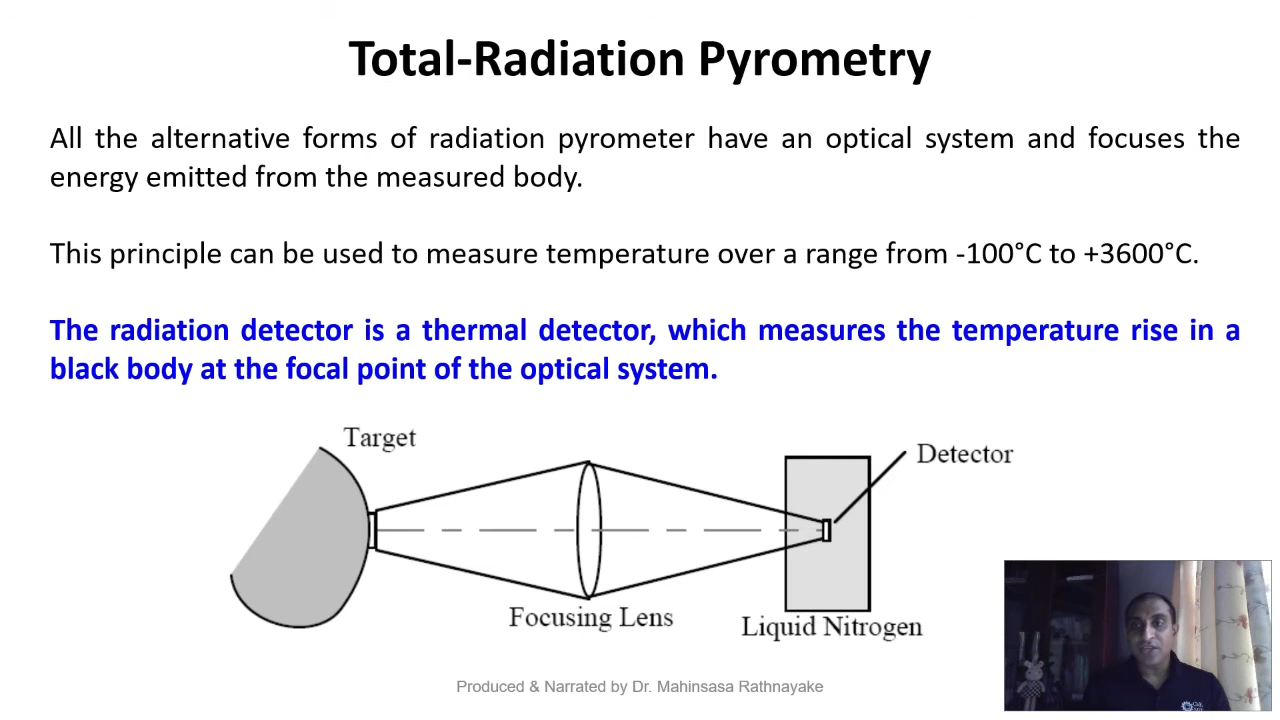 Total-Radiation Pyrometry
All the alternative forms of radiation pyrometer have an optical system and focuses the
energy emitted from the measured body.
This principle can be used to measure temperature over a range from -100°C to +3600°C.
The radiation detector is a thermal detector, which measures the temperature rise in a
black body at the focal point of the optical system.
Target
Detector
Focusing Lens
Liquid Nitrogen
Produced & Narrated by Dr. Mahinsasa Rathnayake